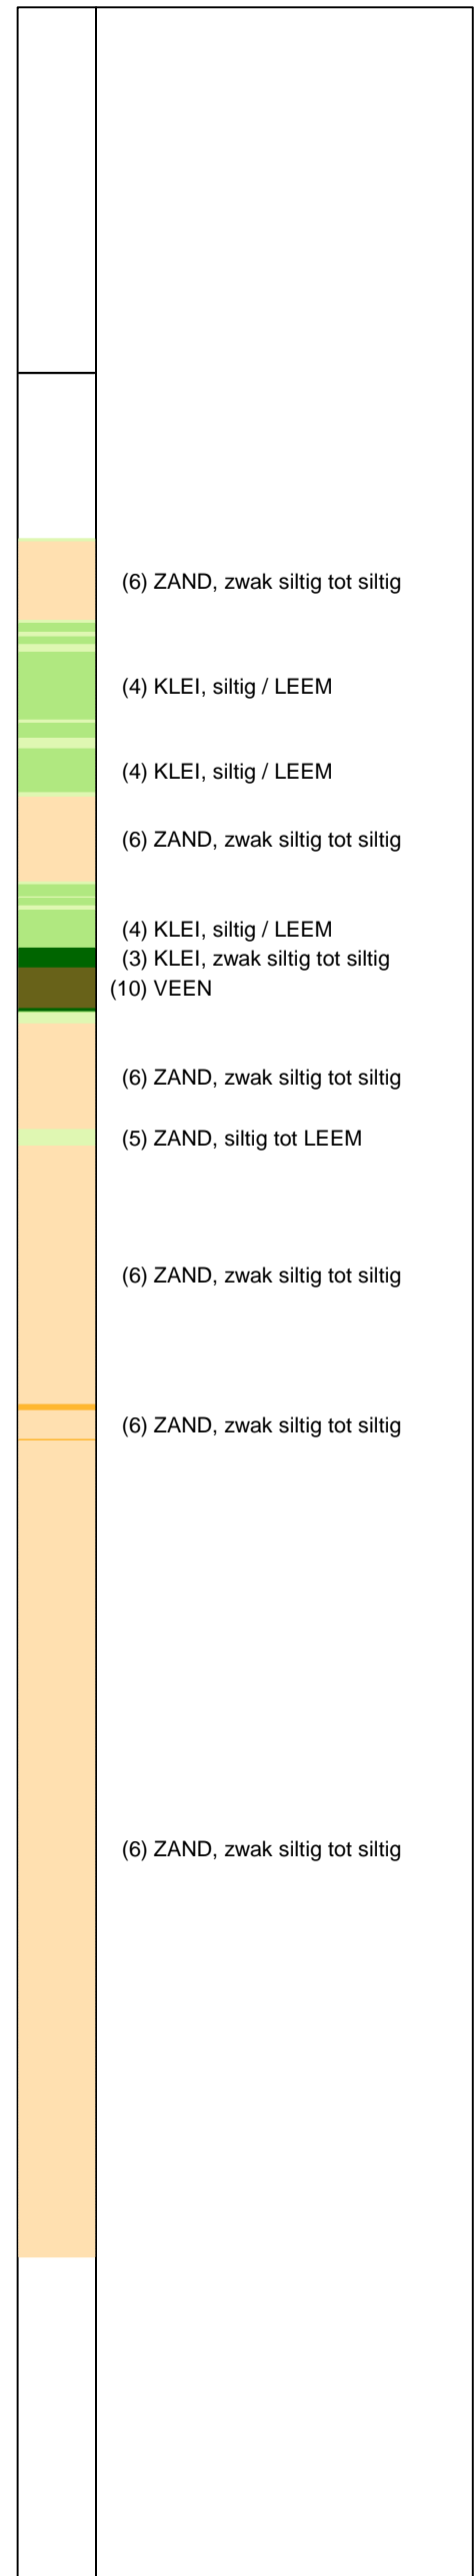 (6) ZAND, zwak siltig tot siltig
(4) KLEI, siltig / LEEM
(4) KLEI, siltig / LEEM
(6) ZAND, zwak siltig tot siltig
(4) KLEI, siltig / LEEM
(3) KLEI, zwak siltig tot siltig
(10) VEEN
(6) ZAND, zwak siltig tot siltig
(5) ZAND, siltig tot LEEM
(6) ZAND, zwak siltig tot siltig
(6) ZAND, zwak siltig tot siltig
(6) ZAND, zwak siltig tot siltig